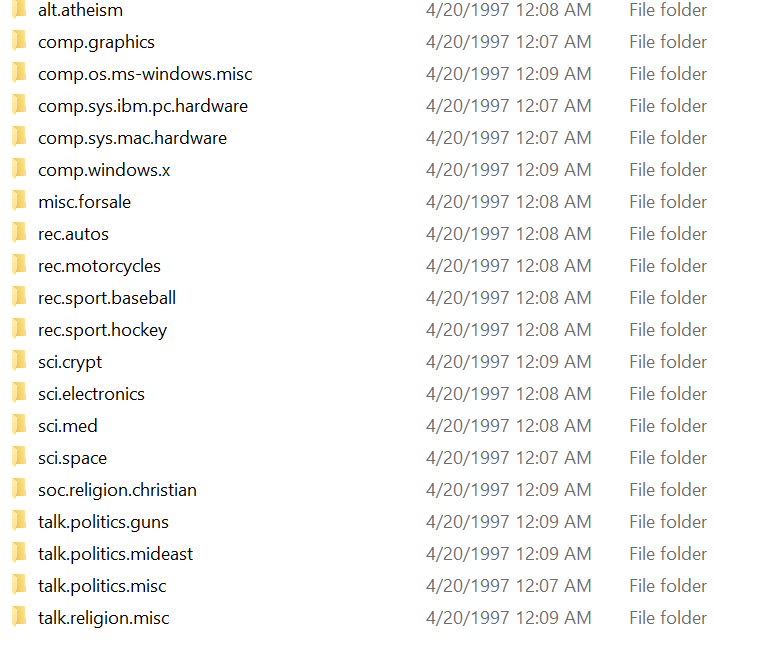 alt.atheism 4/20/1997 12:08 AM File folder
comp.graphics 4/20/1997 12:07 AM File folder
comp.os.ms-windows.misc 4/20/1997 12:09 AM File folder
comp.sys.ibm.pc.hardware 4/20/1997 12:07 AM File folder
comp.sys.mac.hardware 4/20/1997 12:07 AM File folder
comp.windows.x 4/20/1997 12:09 AM File folder
misc.forsale 4/20/1997 12:08 AM File folder
rec.autos 4/20/1997 12:08 AM File folder
rec.motorcycles 4/20/1997 12:08 AM File folder
rec.sport.baseball 4/20/1997 12:08 AM File folder
rec.sport.hockey 4/20/1997 12:08 AM File folder
sci.crypt 4/20/1997 12:09 AM File folder
sci.electronics 4/20/1997 12:08 AM File folder
sci.med 4/20/1997 12:08 AM File folder
sci.space 4/20/1997 12:07 AM File folder
soc.religion.christian 4/20/1997 12:09 AM File folder
talk.politics.guns 4/20/1997 12:09 AM File folder
talk.politics.mideast 4/20/1997 12:09 AM File folder
talk.politics.misc 4/20/1997 12:07 AM File folder
talk.religion.misc 4/20/1997 12:09 AM File folder